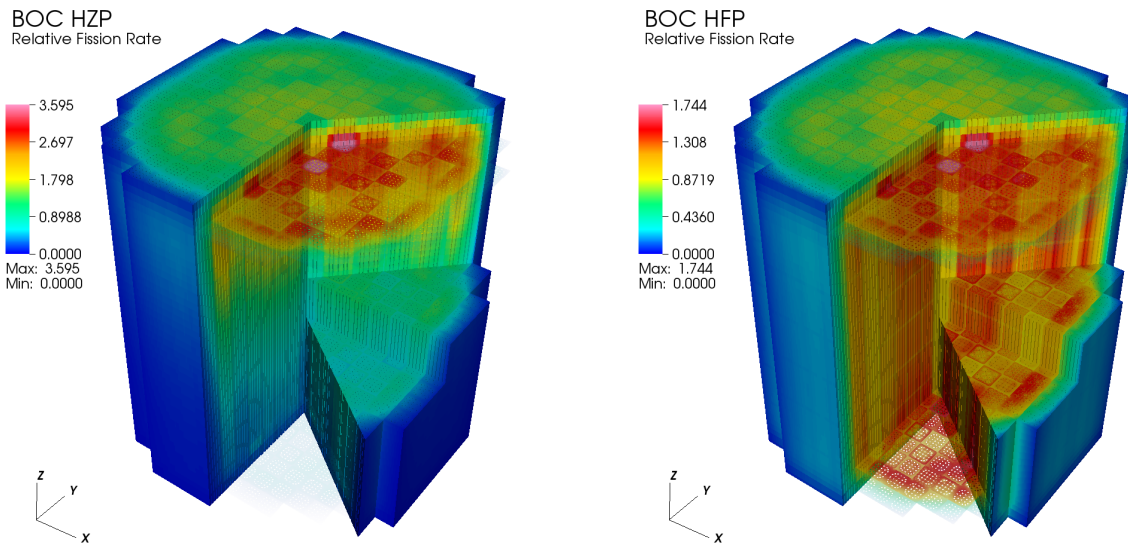 BOC HZP
Relative Fission Rate
3.595
2.697
1.798
0.8988
0.0000
Max: 3.595
Min: 0.0000
Z
Y
X
BOC HFP
Relative Fission Rate
1.744
1.308
0.8719
0.4360
0.0000
Max: 1.744
Min: 0.0000
Z
Y
X